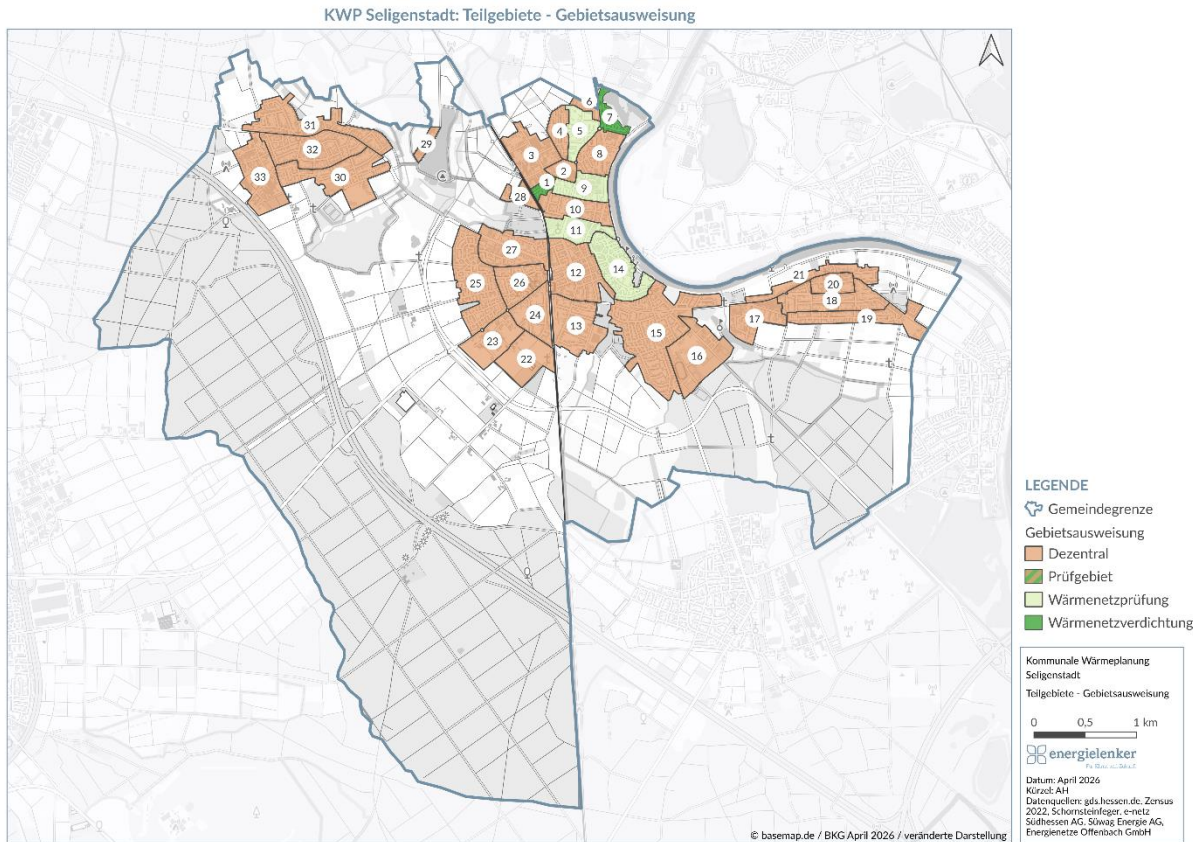 KWP Seligenstadt: Teilgebiete - Gebietsausweisung
6
7
31
4
5
29
3
8
32
2
33
30
1
9
28
10
11
27
14
12
21
20
25
26
18
24
17
19
13
15
23
22
16
LEGENDE
Gemeindegrenze
Gebietsausweisung
Dezentral
Prüfgebiet
Wärmenetzprüfung
Wärmenetzverdichtung
Kommunale Wärmeplanung
Seligenstadt
Teilgebiete - Gebietsausweisung
0 0,5 1 km
energielenker
Datum: April 2026
Kürzel: AH
Datenquellen: gds.hessen.de, Zensus
2022, Schornsteinfeger, e-netz
Südhessen AG, Süwag Energie AG,
Energienetze Offenbach GmbH
© basemap.de / BKG April 2026 / veränderte Darstellung